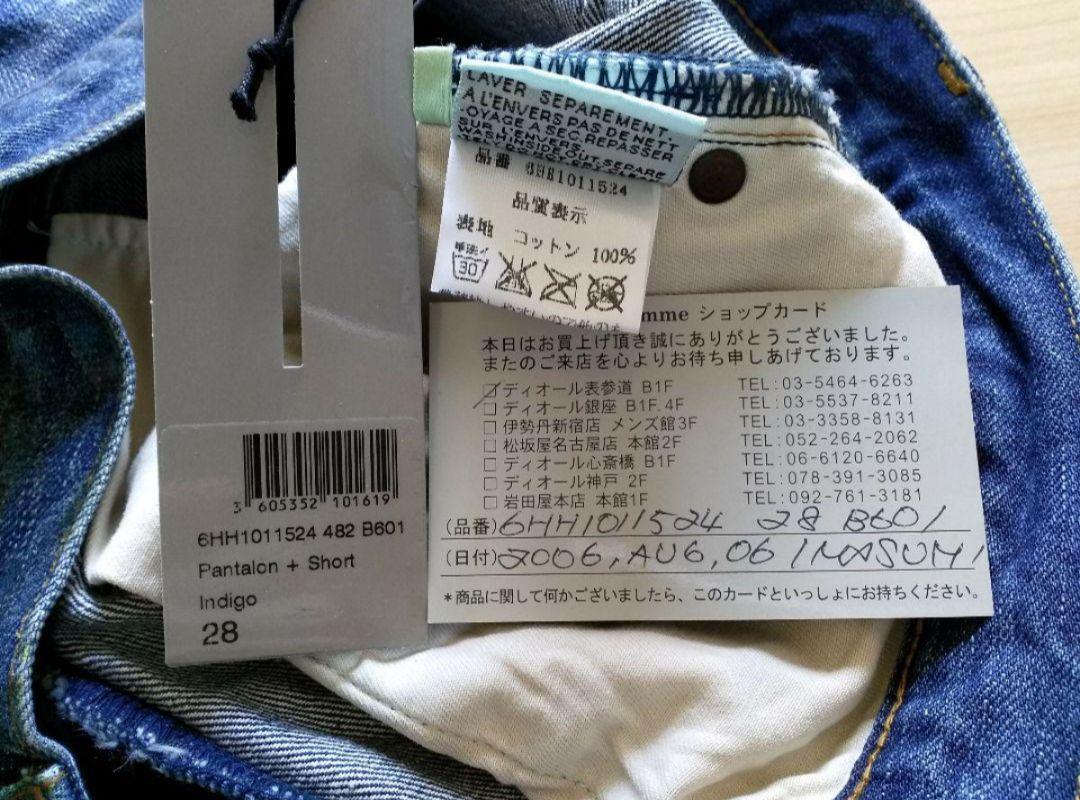 LAVER SEPAREMENT
A L'ENVERS PAS DE NETT
OYAGE A SEC. REPASSER
SUR L'ENVERS.
WASH INSIDE OUT. SEPARE
品番 6HH1011524
品質表示
表地 コットン 100%
30
3 605352 101619
6HH1011524 482 B601
Pantalon + Short
Indigo
28
mme ショップカード
本日はお買上げ頂き誠にありがとうございました。
またのご来店を心よりお待ち申しあげております。
ディオール表参道 B1F TEL:03-5464-6263
ディオール銀座 B1F.4F TEL:03-5537-8211
伊勢丹新宿店 メンズ館3F TEL:03-3358-8131
松坂屋名古屋店 本館2F TEL:052-264-2062
ディオール心斎橋 B1F TEL:06-6120-6640
ディオール神戸 2F TEL:078-391-3085
岩田屋本店 本館1F TEL:092-761-3181
(品番) 6HH1011524 28 B601
(日付) 2006, AUG, 06 / MASUMI
*商品に関して何かございましたら、このカードといっしょにお持ちください。